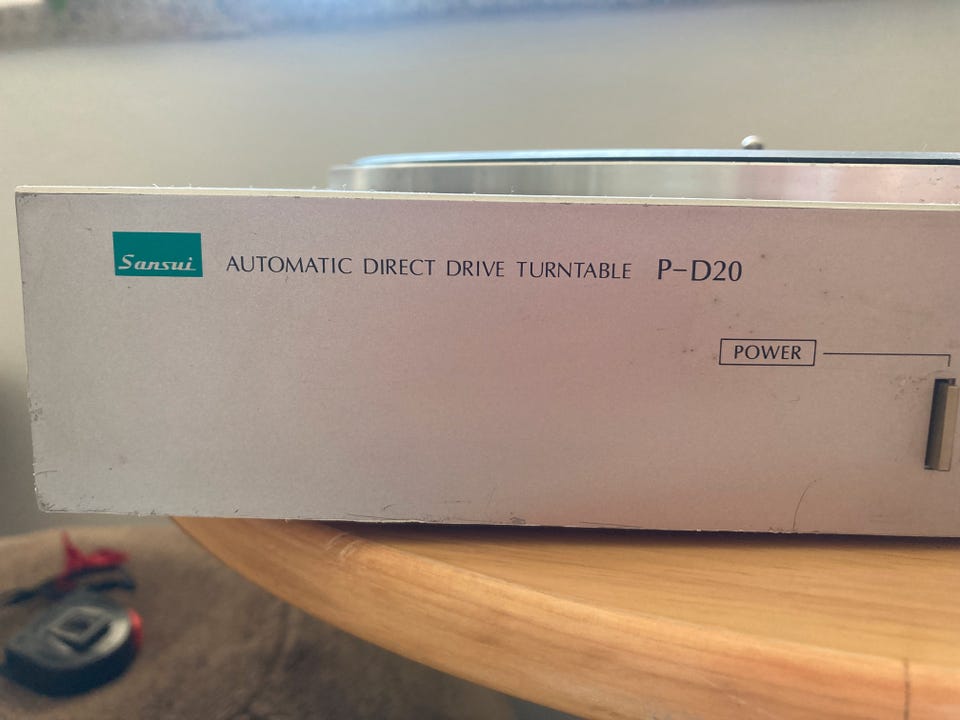 Sansui AUTOMATIC DIRECT DRIVE TURNTABLE P-D20
POWER